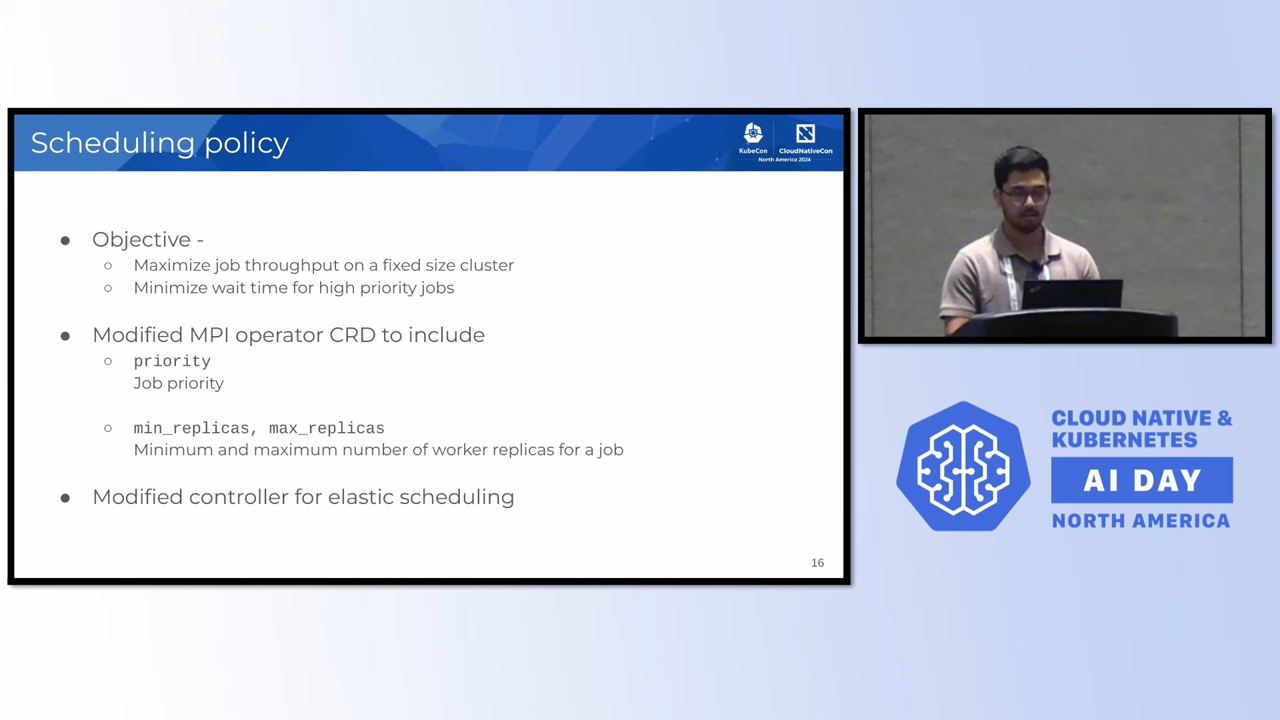 Scheduling policy
KubeCon
CloudNativeCon
North America 2024
● Objective -
○ Maximize job throughput on a fixed size cluster
○ Minimize wait time for high priority jobs
● Modified MPI operator CRD to include
○ priority
Job priority
○ min_replicas, max_replicas
Minimum and maximum number of worker replicas for a job
● Modified controller for elastic scheduling
16
CLOUD NATIVE &
KUBERNETES
AI DAY
NORTH AMERICA